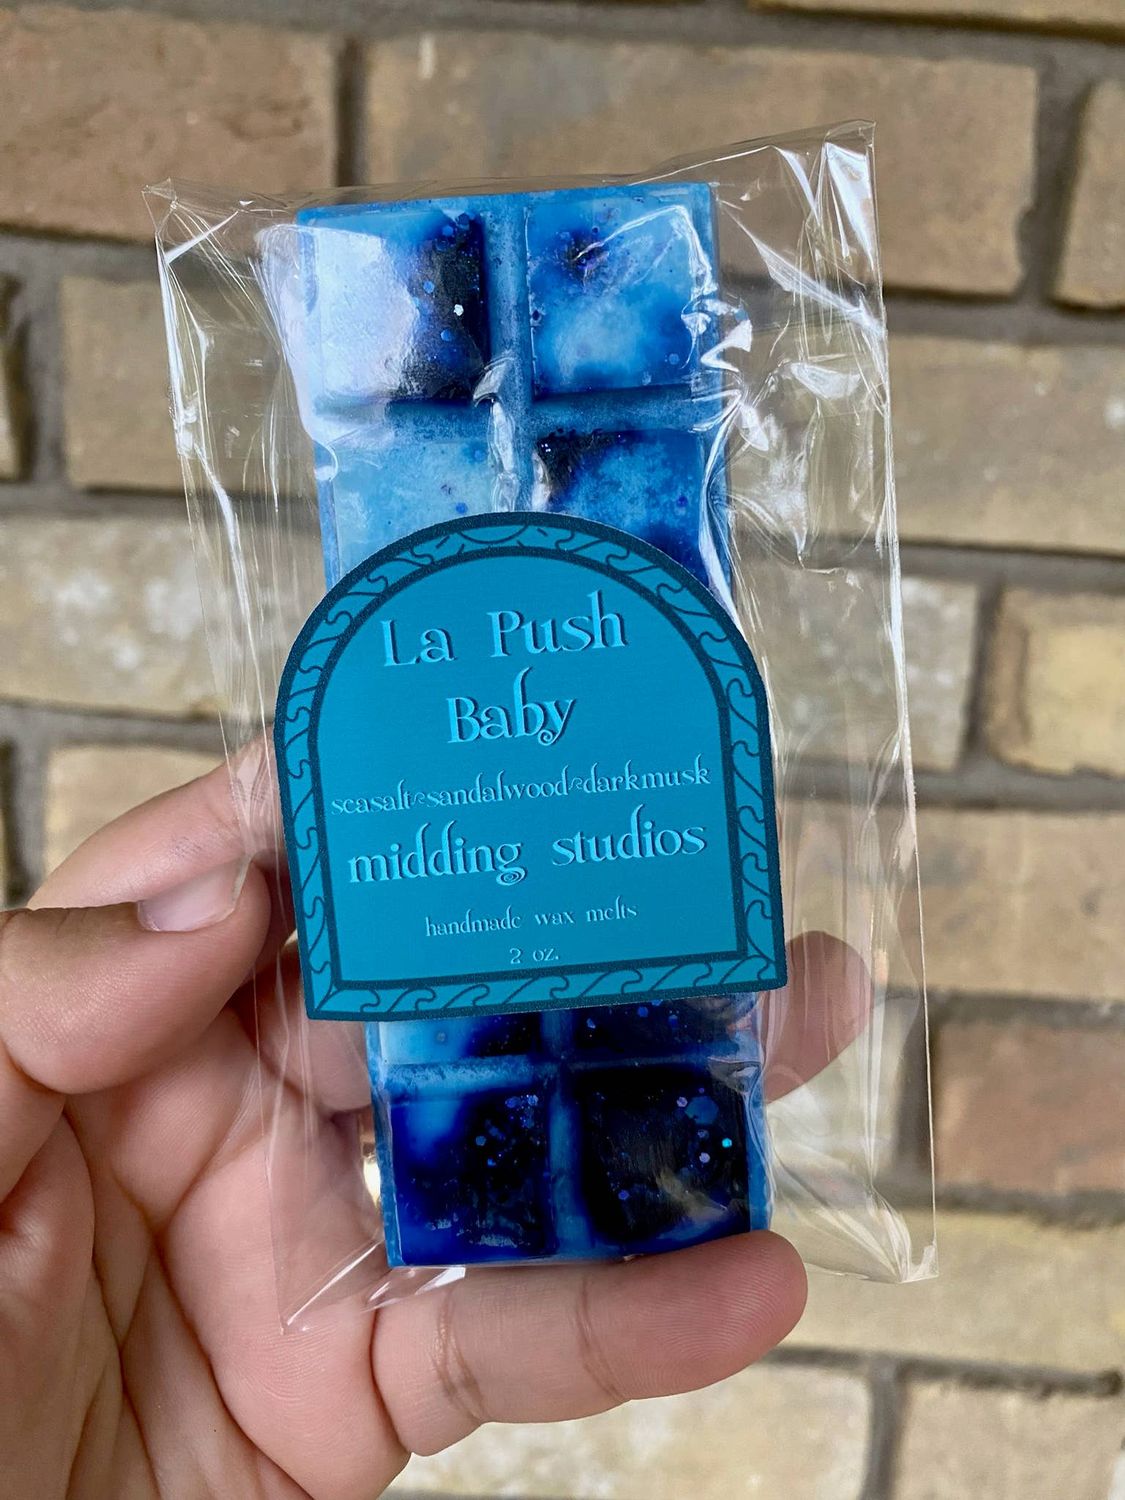 La Push
Baby
seasalt~sandalwood~darkmusk
midding studios
handmade wax melts
2 oz.